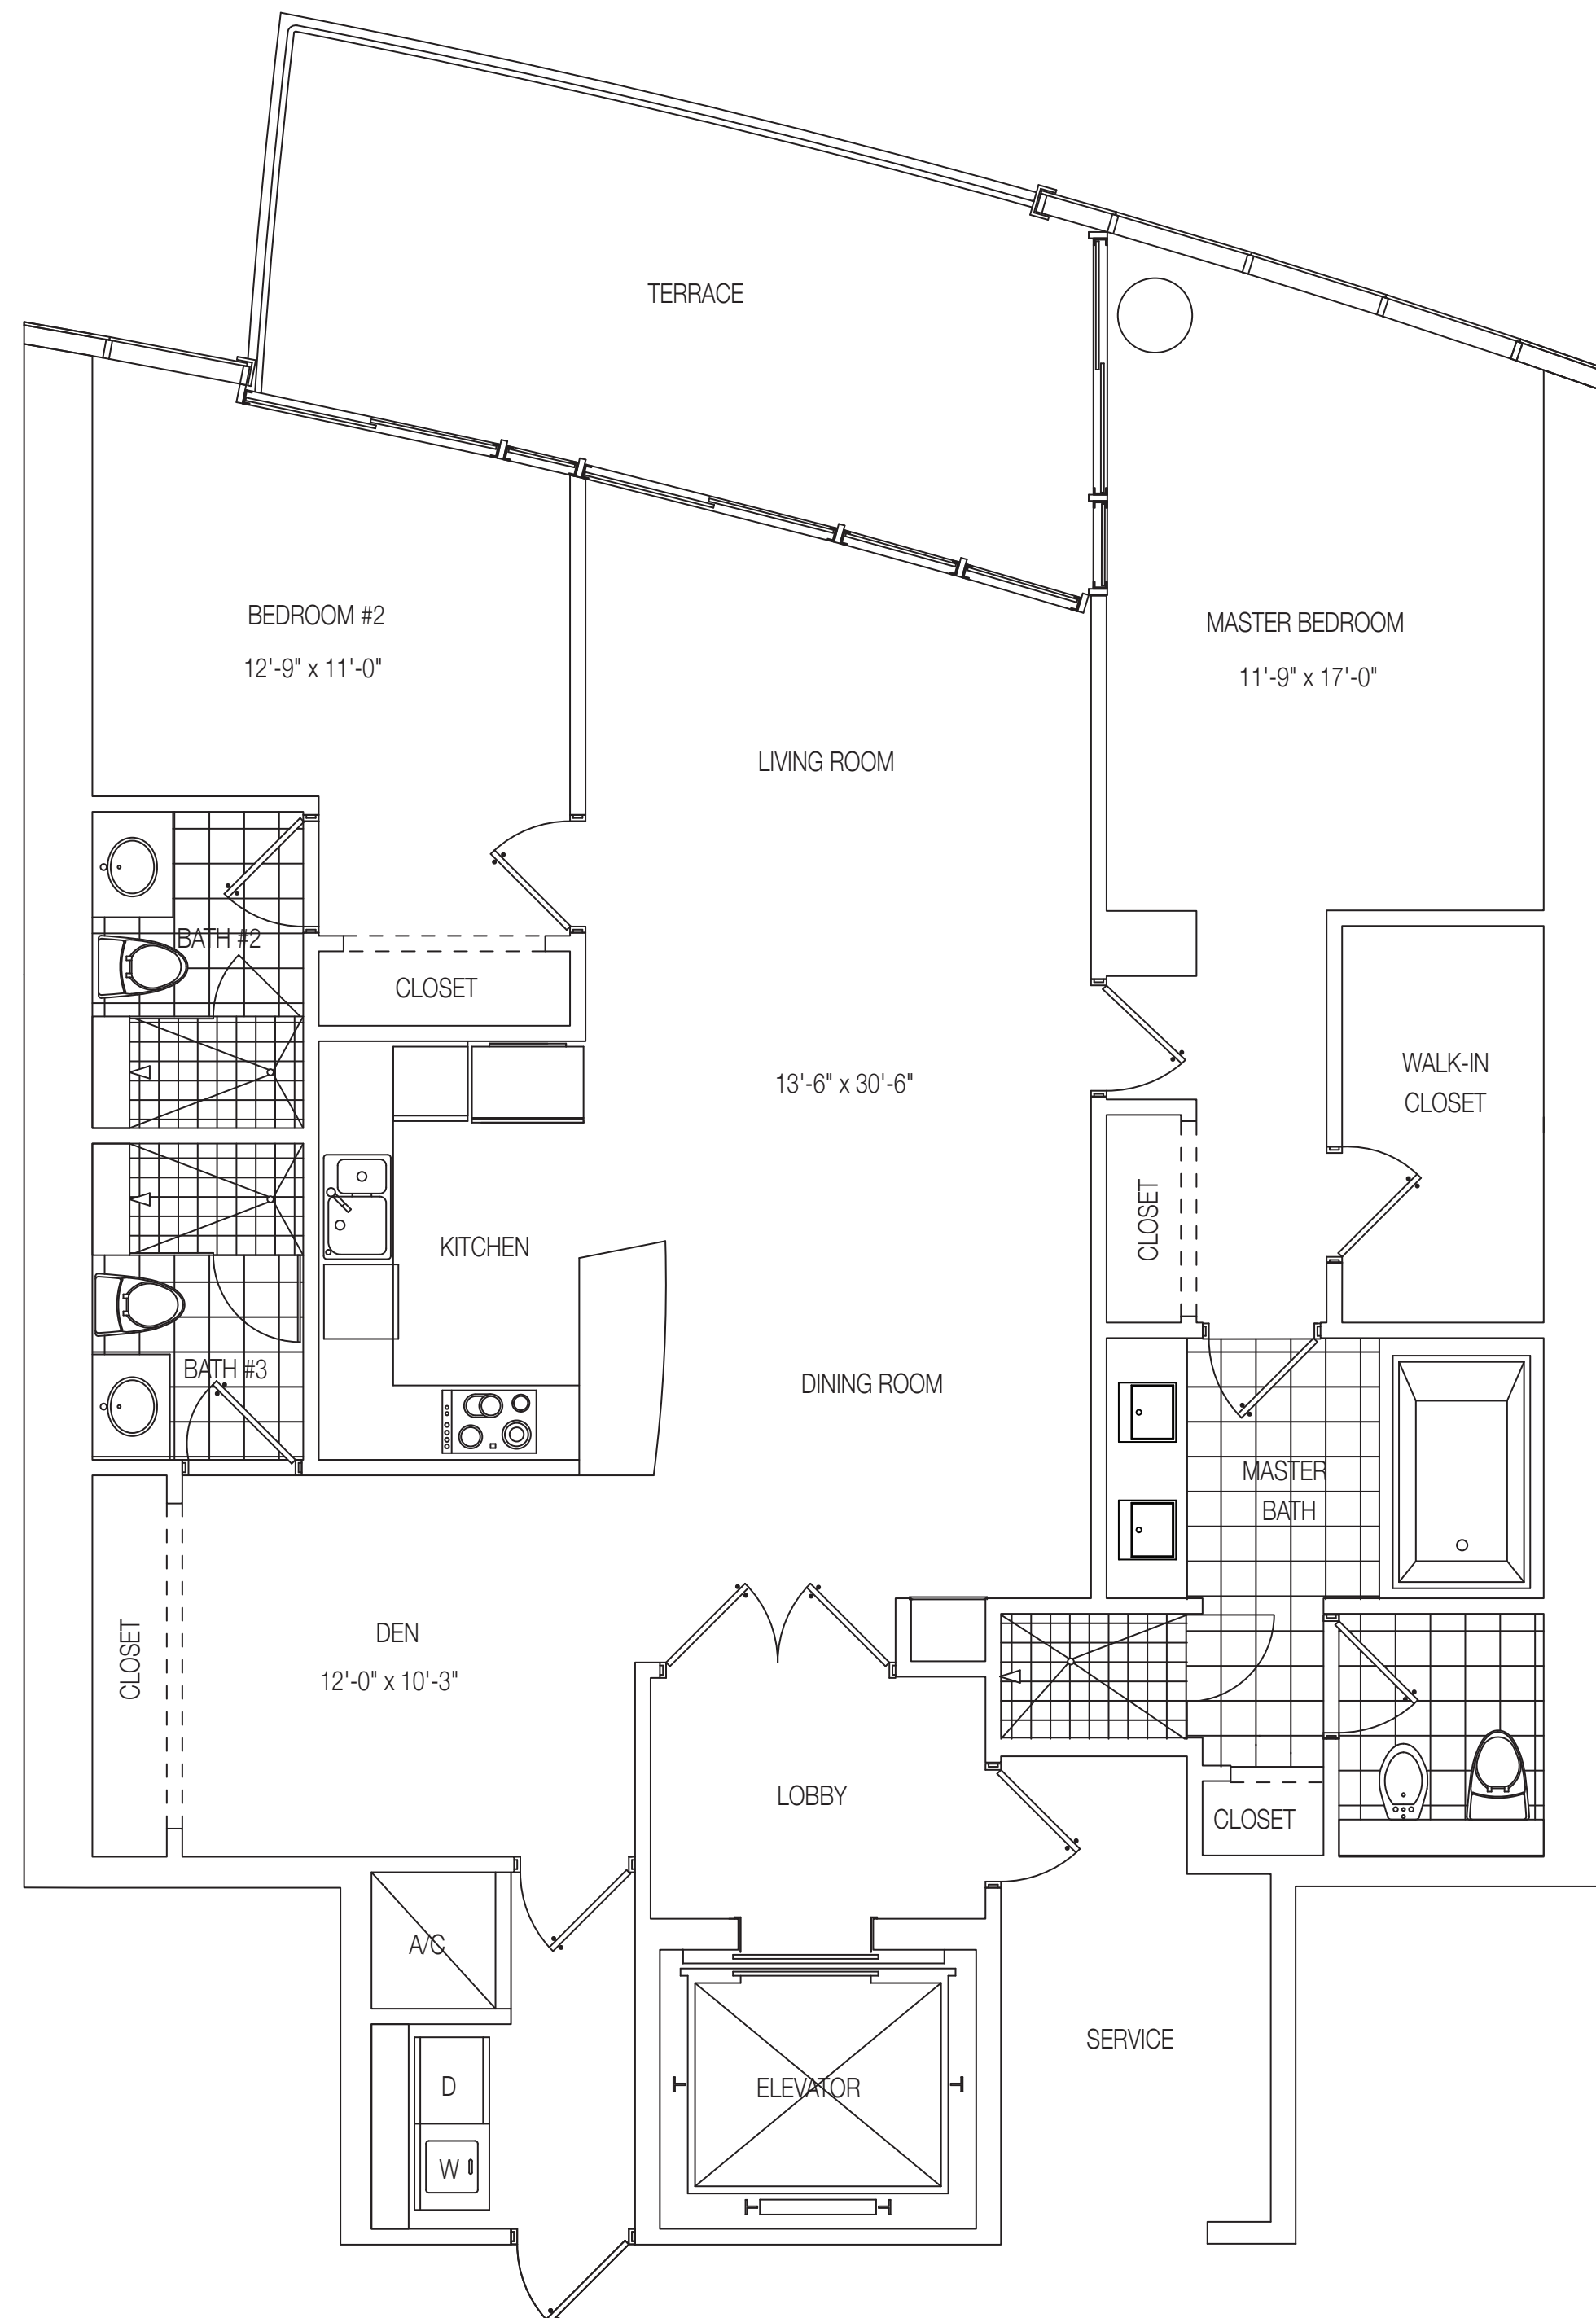 TERRACE
BEDROOM #2
12'-9" x 11'-0"
MASTER BEDROOM
11'-9" x 17'-0"
LIVING ROOM
BATH #2
CLOSET
13'-6" x 30'-6"
WALK-IN
CLOSET
CLOSET
KITCHEN
BATH #3
DINING ROOM
MASTER
BATH
CLOSET
DEN
12'-0" x 10'-3"
LOBBY
CLOSET
A/C
SERVICE
D
ELEVATOR
W